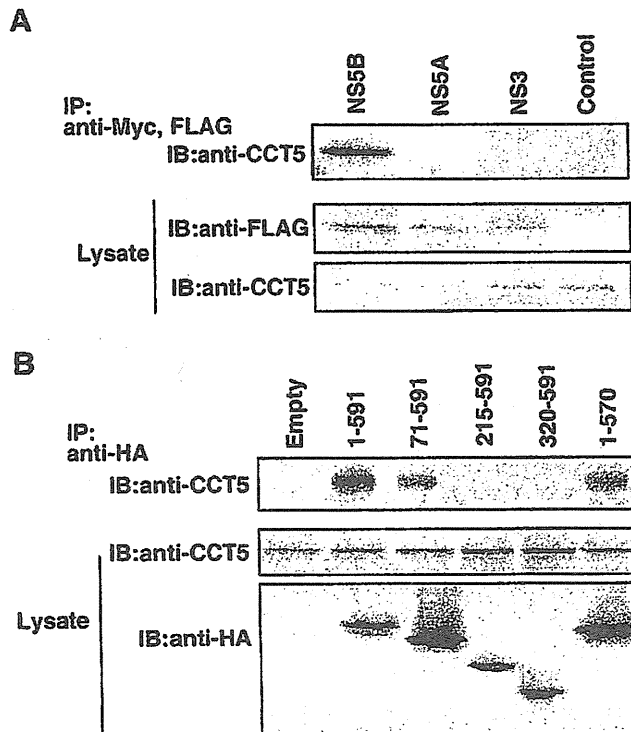 A
NS5B NS5A NS3 Control
IP:
anti-Myc, FLAG
IB:anti-CCT5
IB:anti-FLAG
Lysate
IB:anti-CCT5
B
Empty 1-591 71-591 215-591 320-591 1-570
IP:
anti-HA
IB:anti-CCT5
IB:anti-CCT5
Lysate
IB:anti-HA